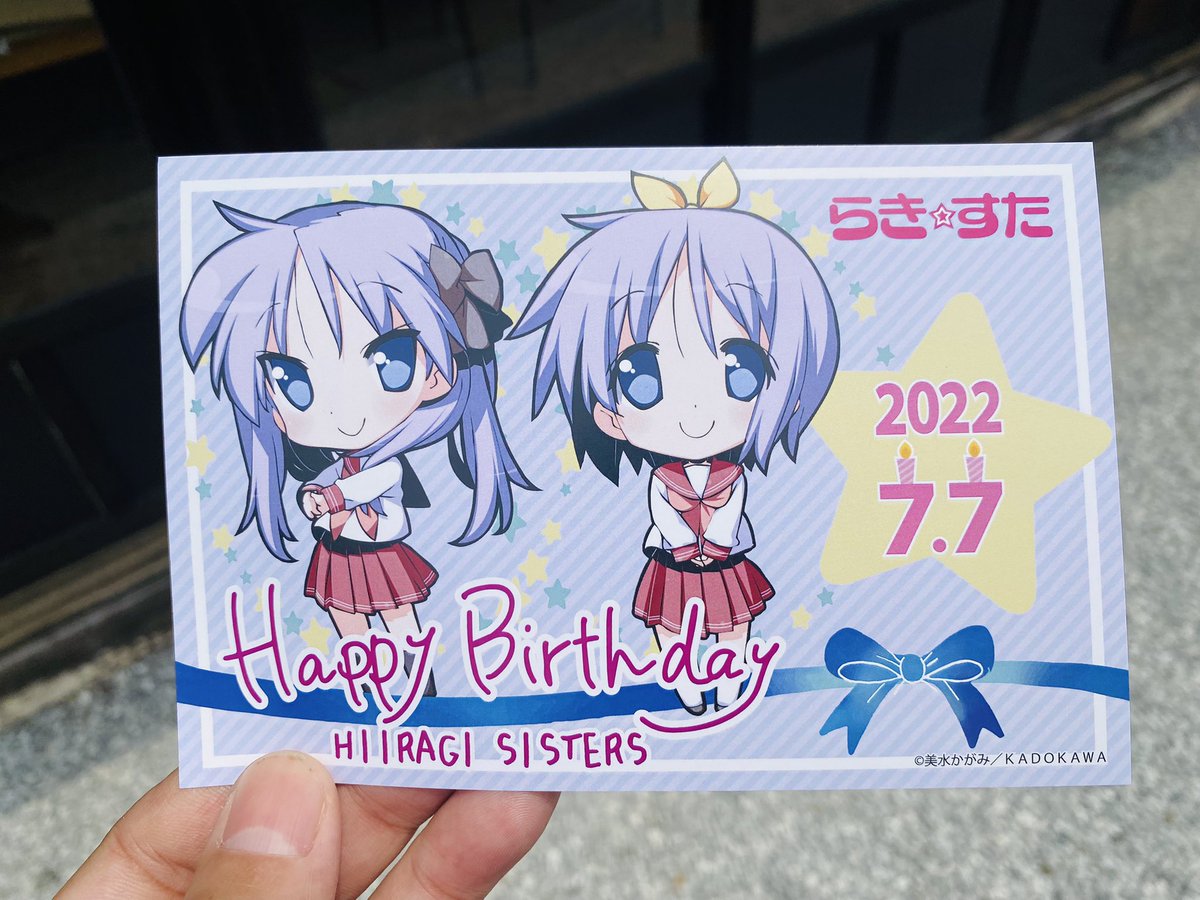 らき☆すた
2022
7.7
Happy Birthday
HIIRAGI SISTERS
©美水かがみ／KADOKAWA